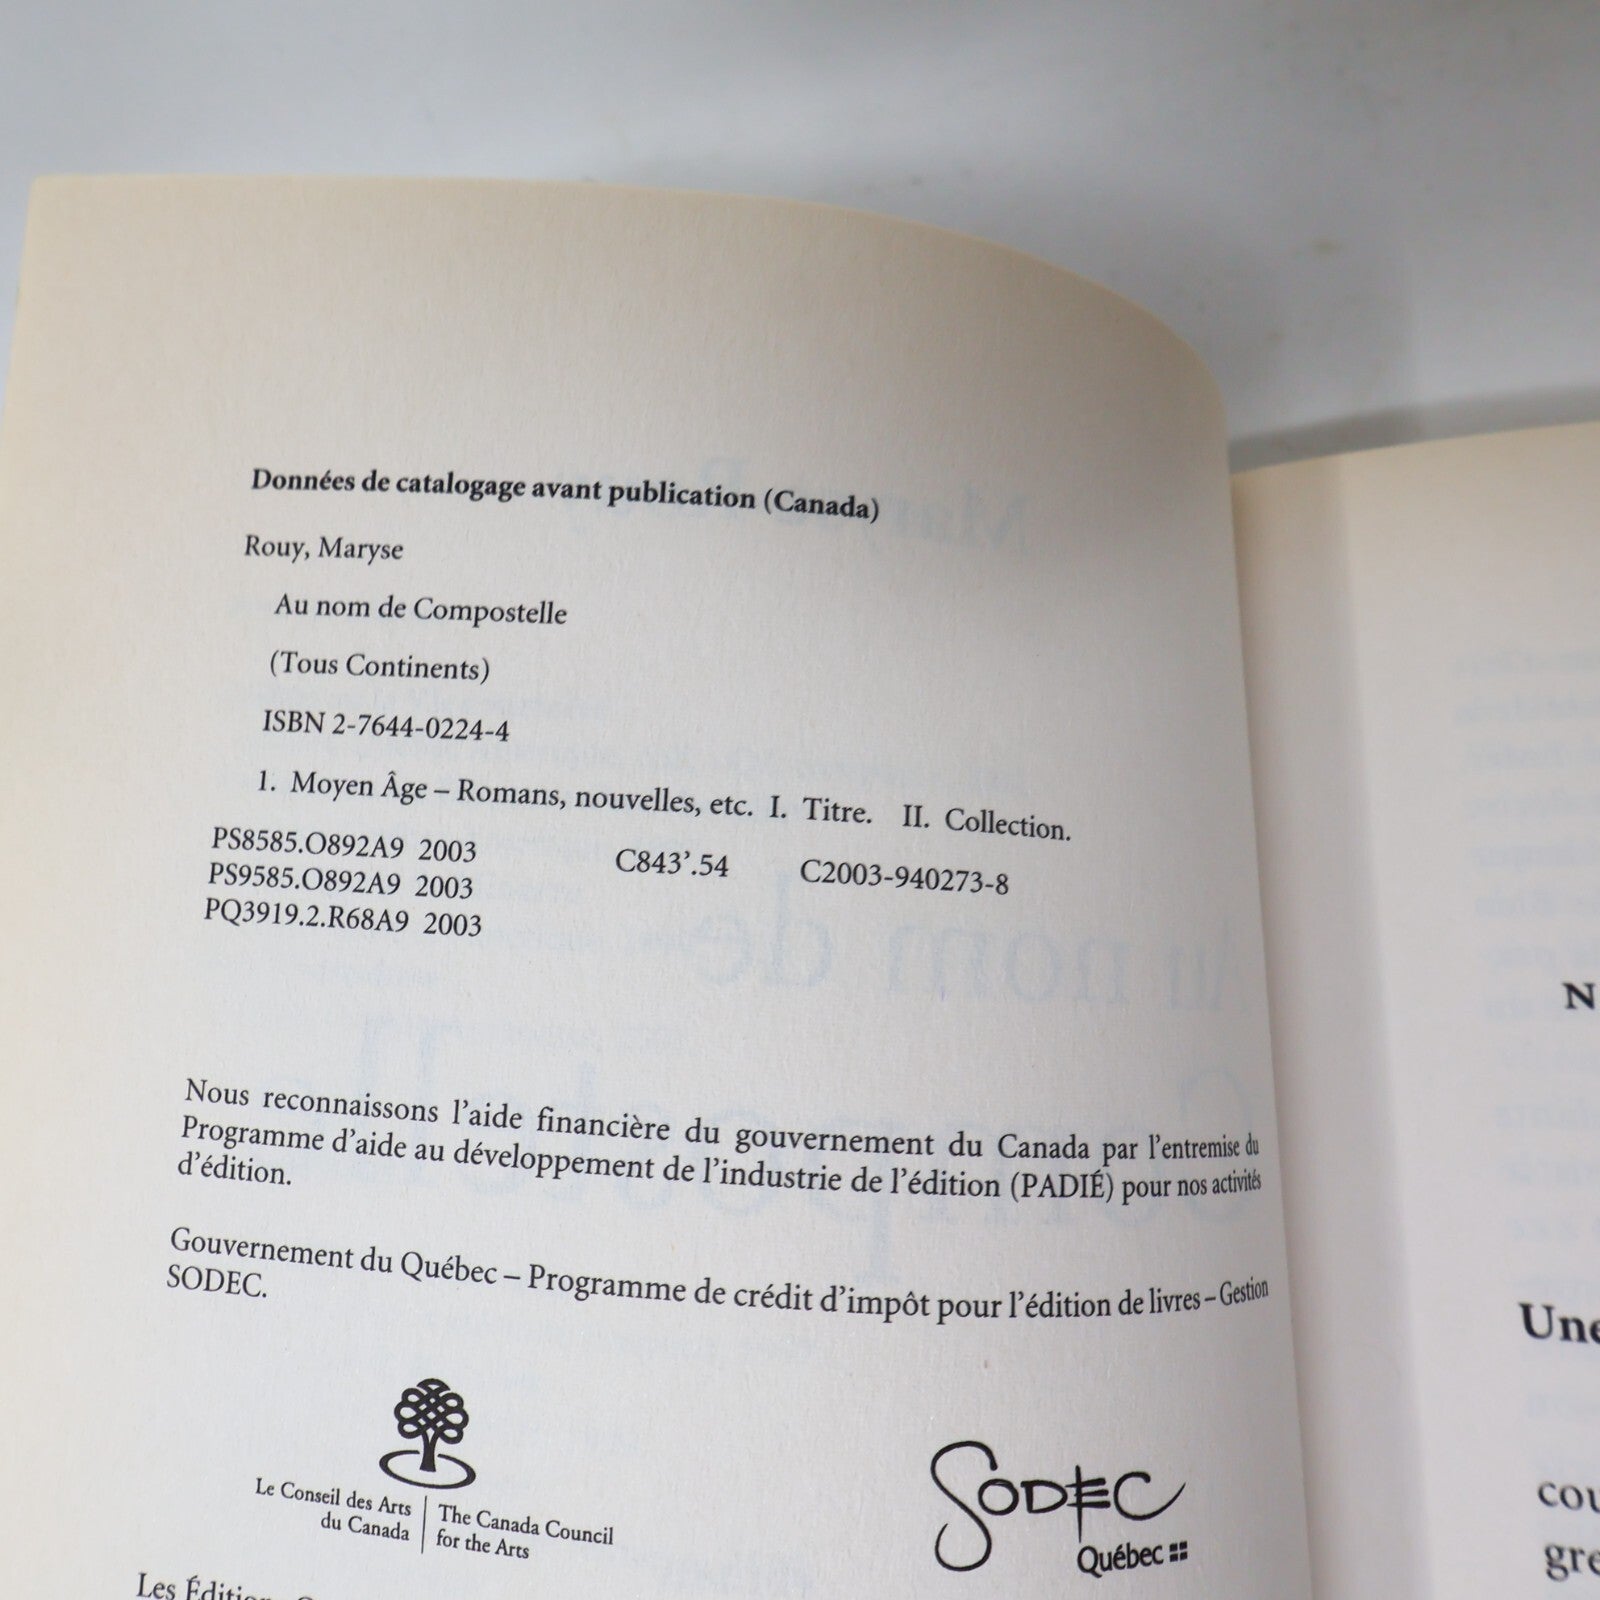 Données de catalogage avant publication (Canada)
Rouy, Maryse
Au nom de Compostelle
(Tous Continents)
ISBN 2-7644-0224-4
1. Moyen Âge – Romans, nouvelles, etc. I. Titre. II. Collection.
PS8585.O892A9 2003 C843’.54 C2003-940273-8
PS9585.O892A9 2003
PQ3919.2.R68A9 2003
Nous reconnaissons l’aide financière du gouvernement du Canada par l’entremise du
Programme d’aide au développement de l’industrie de l’édition (PADIÉ) pour nos activités
d’édition.
Gouvernement du Québec – Programme de crédit d’impôt pour l’édition de livres – Gestion
SODEC.
Le Conseil des Arts
du Canada
The Canada Council
for the Arts
SODEC
Québec
Les
N
Une
cou
gre